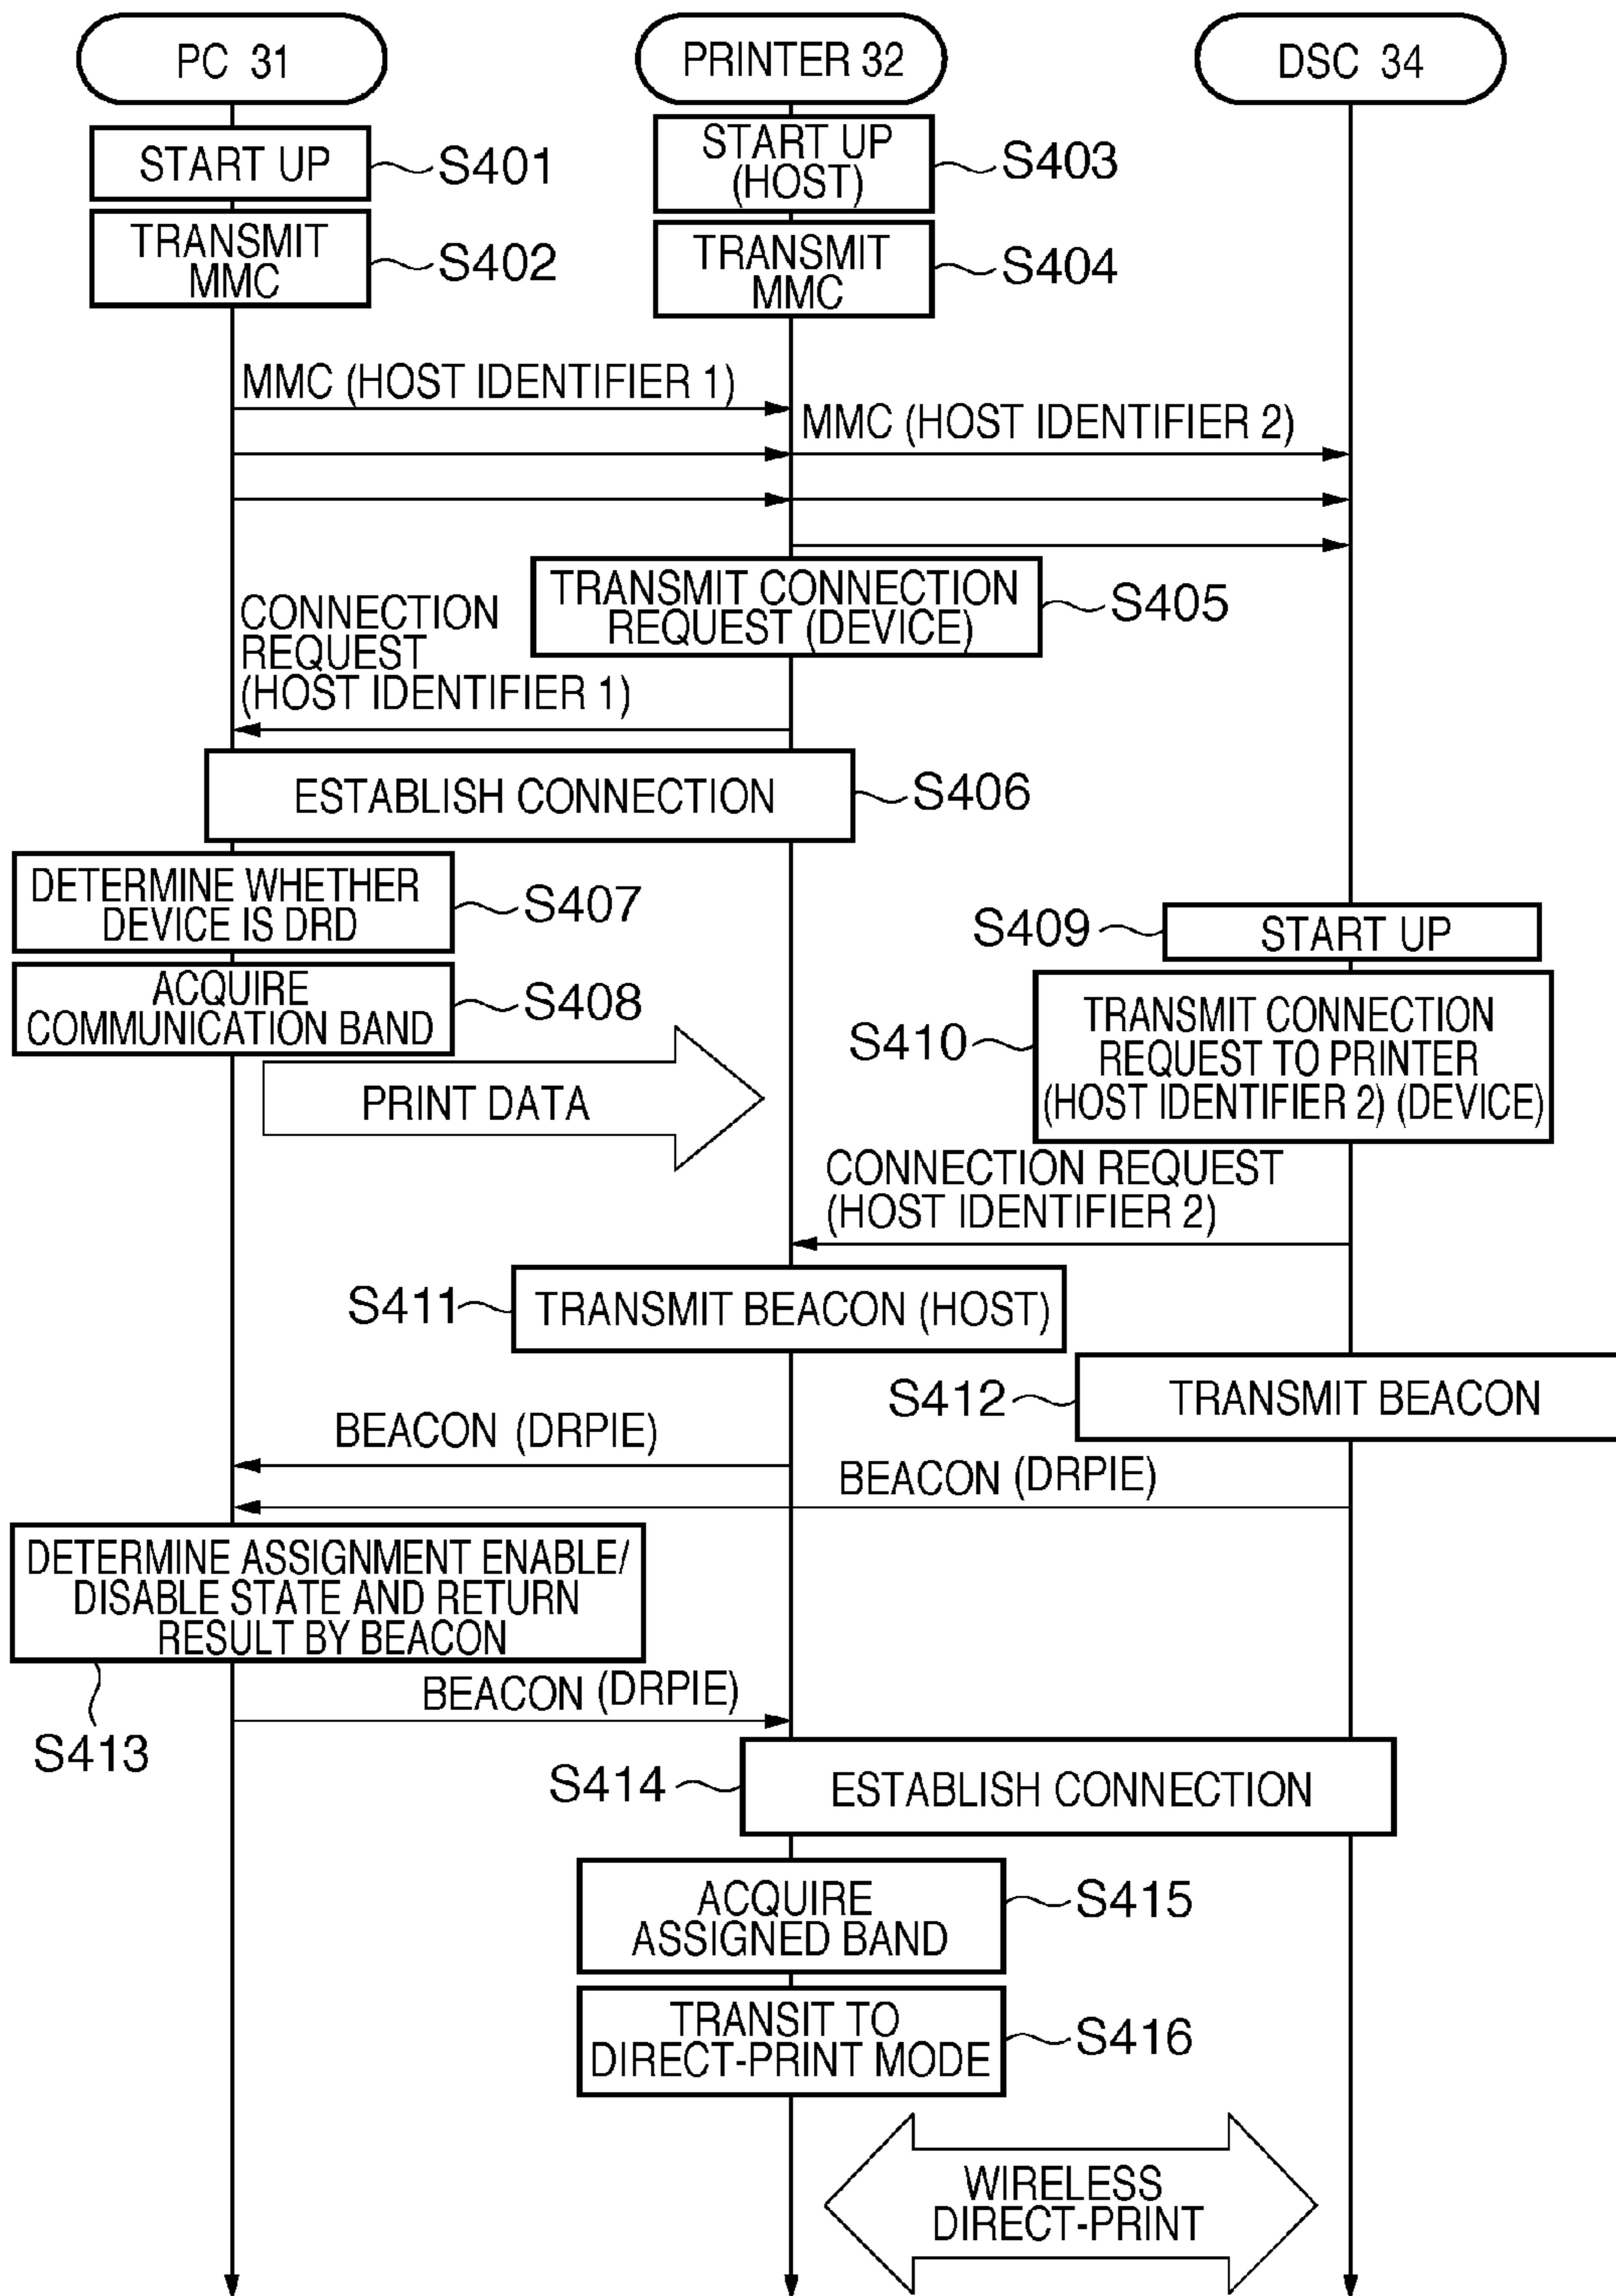 PC 31
PRINTER 32
DSC 34
START UP
S401
START UP
(HOST)
S403
TRANSMIT
MMC
S402
TRANSMIT
MMC
S404
MMC (HOST IDENTIFIER 1)
MMC (HOST IDENTIFIER 2)
TRANSMIT CONNECTION
REQUEST (DEVICE)
S405
CONNECTION
REQUEST
(HOST IDENTIFIER 1)
ESTABLISH CONNECTION
S406
DETERMINE WHETHER
DEVICE IS DRD
S407
S409
START UP
ACQUIRE
COMMUNICATION BAND
S408
S410
TRANSMIT CONNECTION
REQUEST TO PRINTER
(HOST IDENTIFIER 2) (DEVICE)
PRINT DATA
CONNECTION REQUEST
(HOST IDENTIFIER 2)
S411
TRANSMIT BEACON (HOST)
S412
TRANSMIT BEACON
BEACON (DRPIE)
BEACON (DRPIE)
DETERMINE ASSIGNMENT ENABLE/
DISABLE STATE AND RETURN
RESULT BY BEACON
S413
BEACON (DRPIE)
S414
ESTABLISH CONNECTION
ACQUIRE
ASSIGNED BAND
S415
TRANSIT TO
DIRECT-PRINT MODE
S416
WIRELESS
DIRECT-PRINT